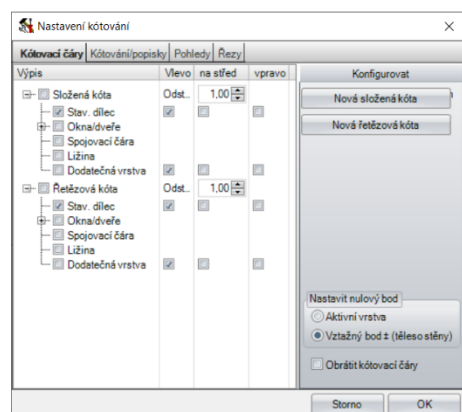 Nastavení kótování
Kótovací čáry Kótování/popisky Pohledy Řezy
Výpis Vlevo na střed vpravo Konfigurovat
Složená kóta Odst... 1,00 Nová složená kóta
Stav. dílec Nová řetězová kóta
Okna/dveře
Spojovací čára
Ližina
Dodatečná vrstva
Řetězová kóta Odst... 1,00
Stav. dílec
Okna/dveře
Spojovací čára
Ližina
Dodatečná vrstva
Nastavit nulový bod
Aktivní vrstva
Vztažný bod ± (těleso stěny)
Obrátit kótovací čáry
Storno OK